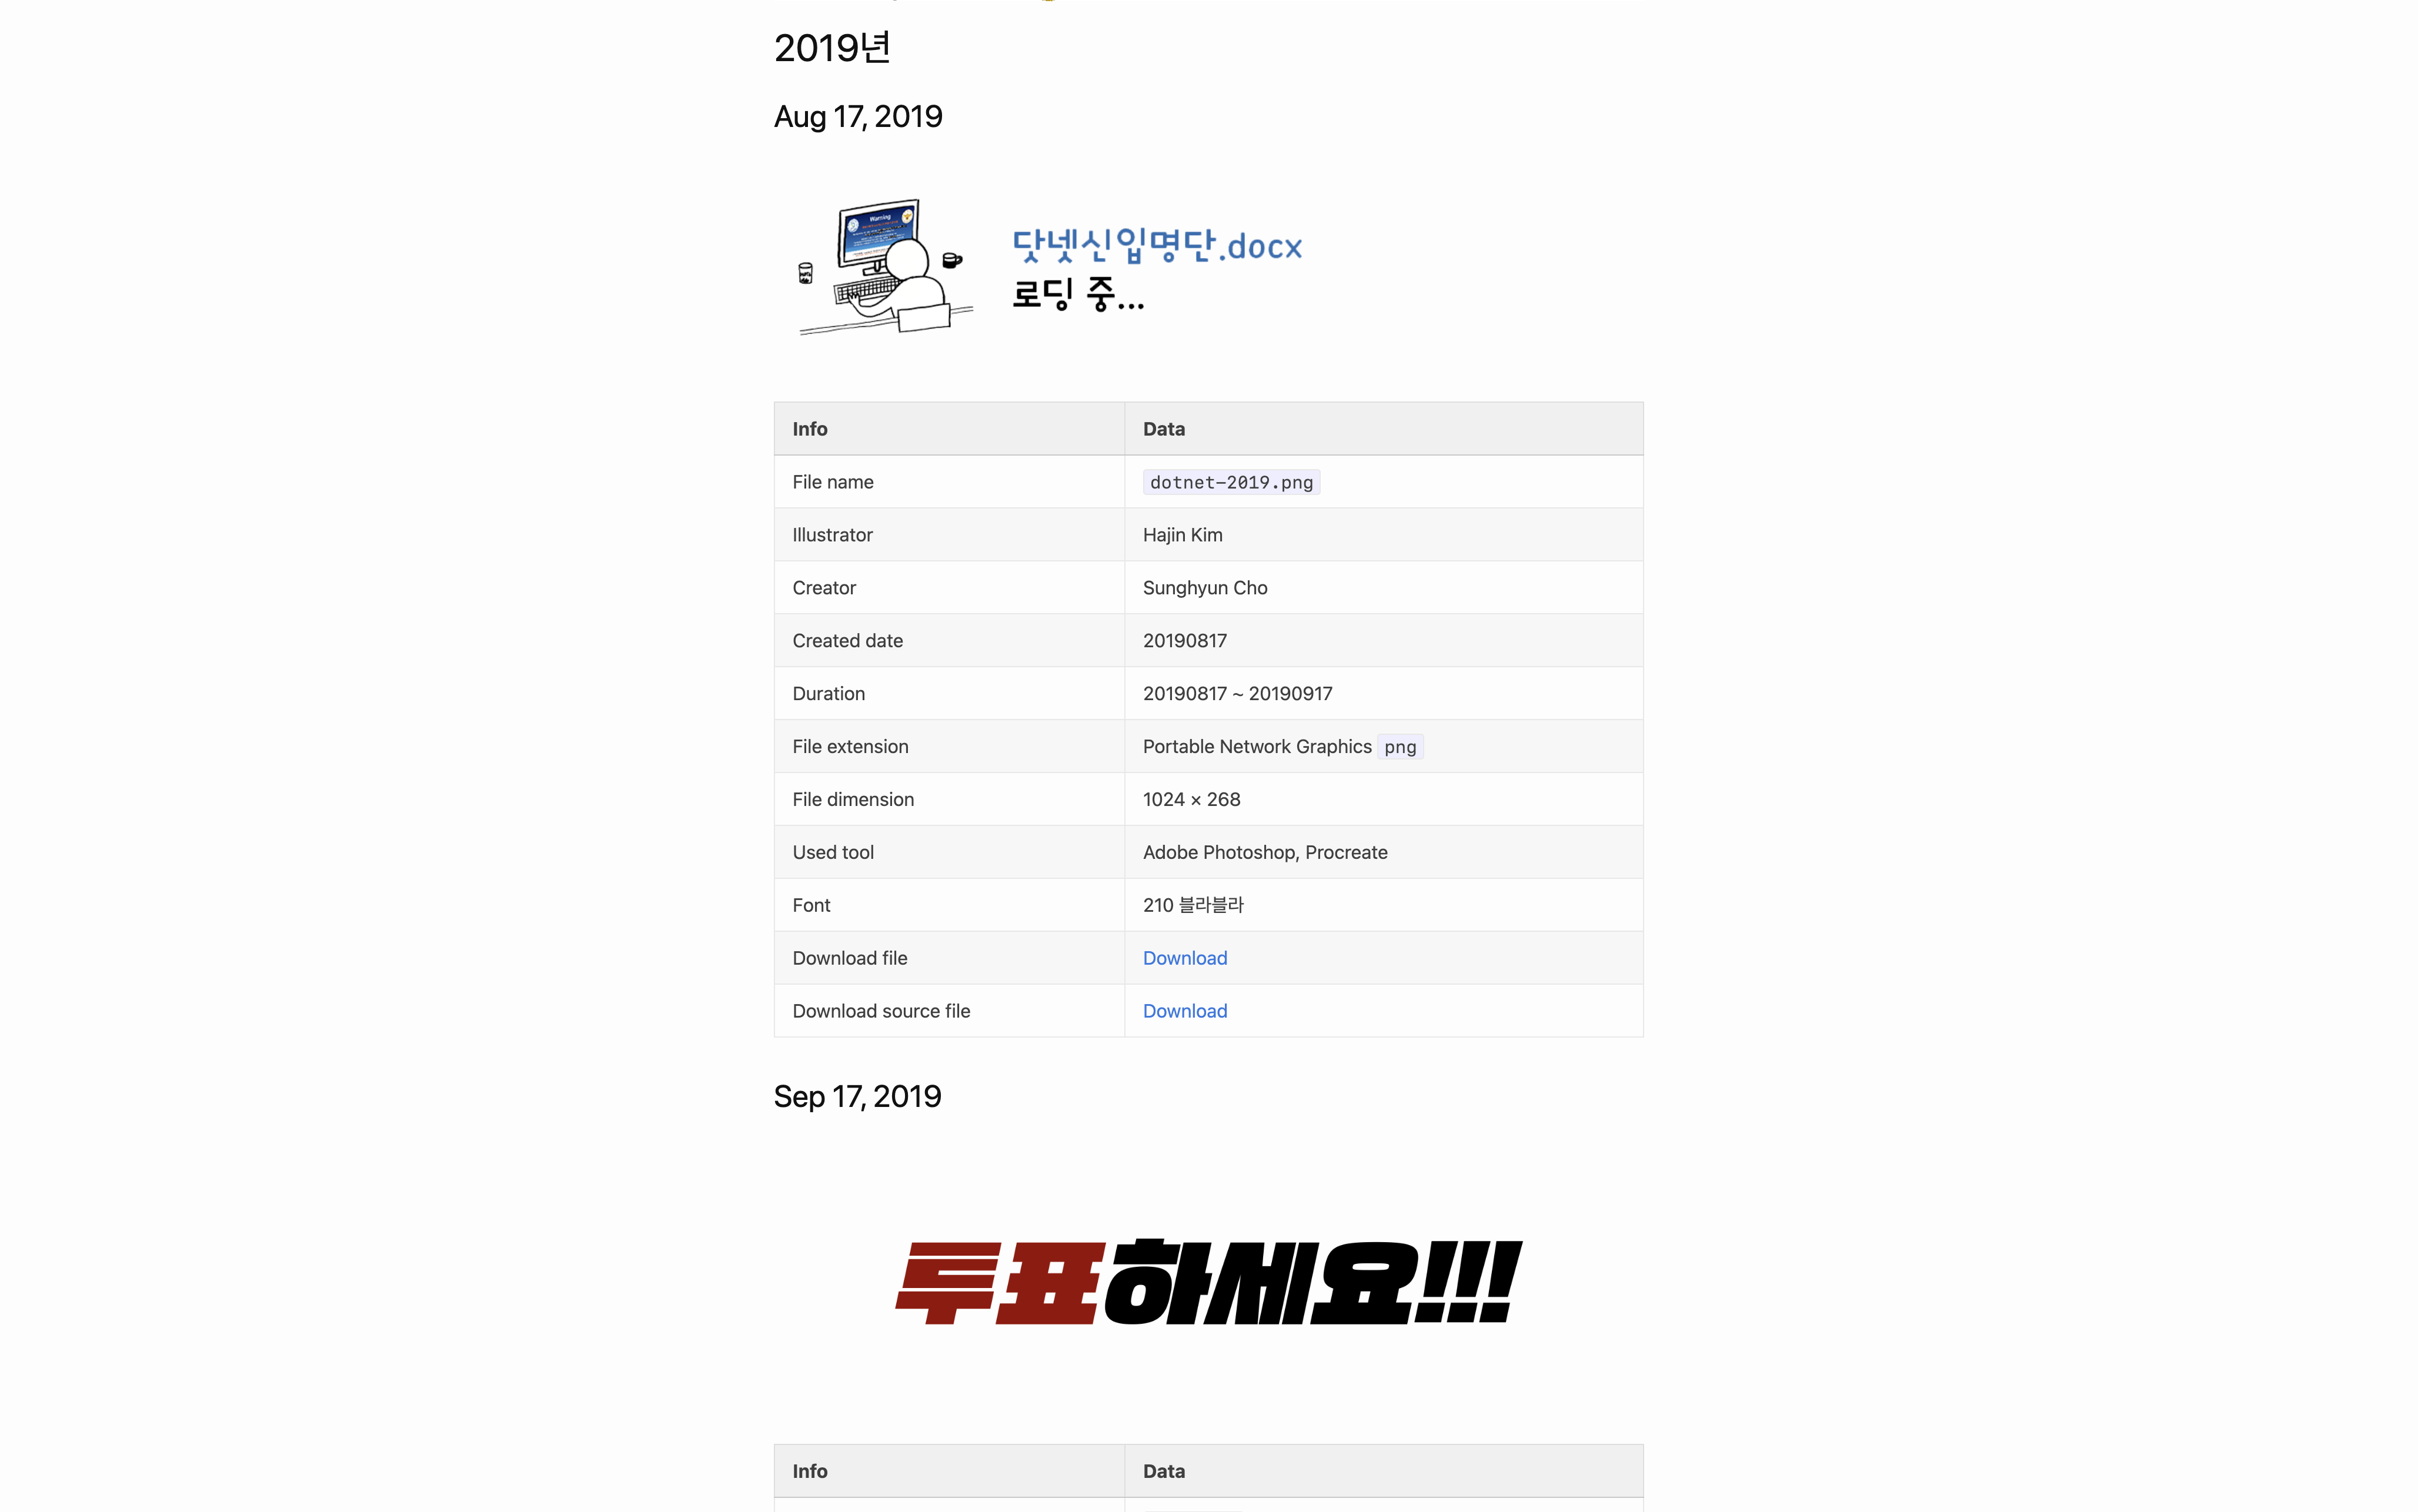 2019년
Aug 17, 2019
Warning
닷넷신입명단.docx
로딩 중...
Info Data
File name dotnet-2019.png
Illustrator Hajin Kim
Creator Sunghyun Cho
Created date 20190817
Duration 20190817 ~ 20190917
File extension Portable Network Graphics png
File dimension 1024 × 268
Used tool Adobe Photoshop, Procreate
Font 210 블라블라
Download file Download
Download source file Download
Sep 17, 2019
투표하세요!!!
Info Data